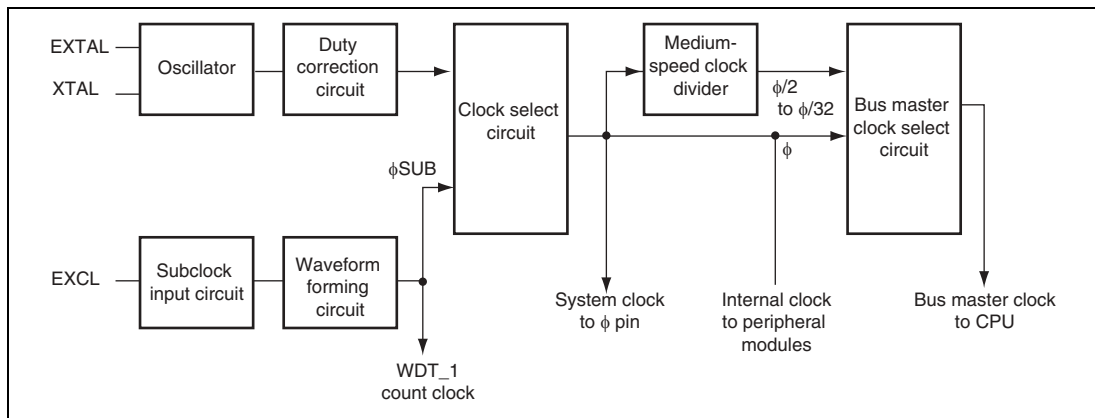 EXTAL
XTAL
Oscillator
Duty
correction
circuit
Clock select
circuit
Medium-
speed clock
divider
ϕ/2
to ϕ/32
ϕ
Bus master
clock select
circuit
ϕSUB
EXCL
Subclock
input circuit
Waveform
forming
circuit
WDT_1
count clock
System clock
to ϕ pin
Internal clock
to peripheral
modules
Bus master clock
to CPU